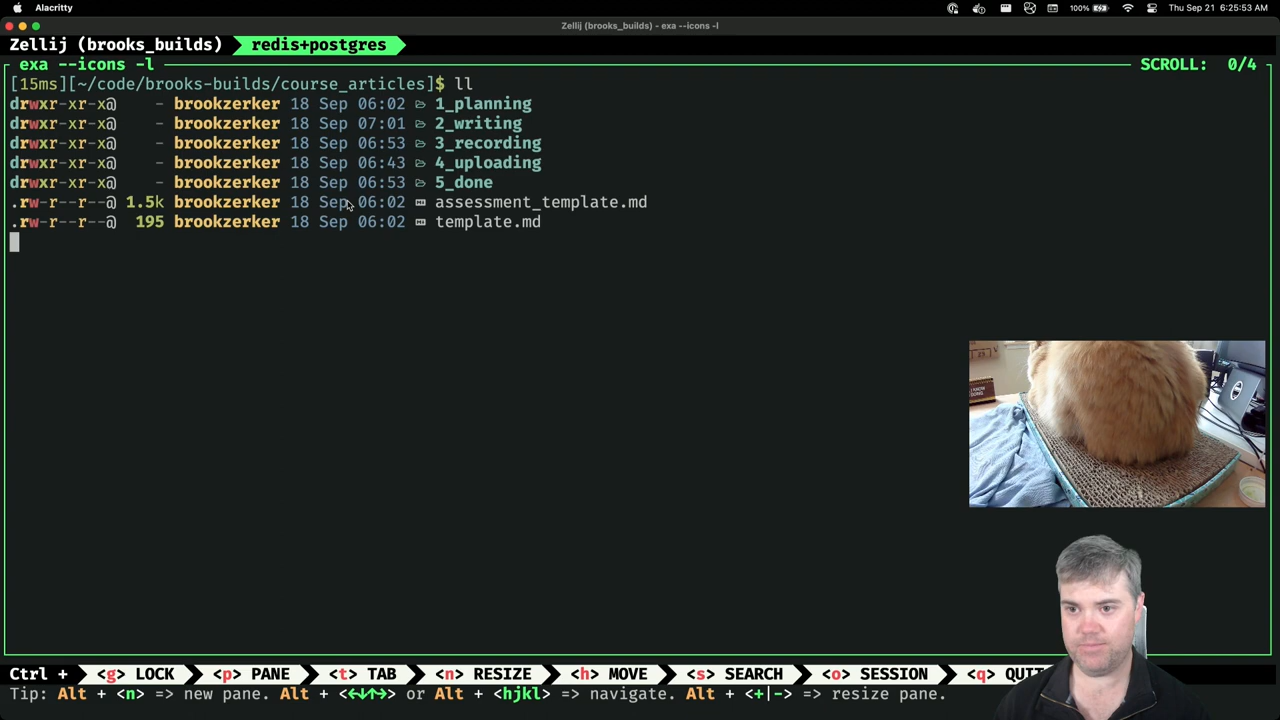 Alacritty 100% Thu Sep 21 6:25:53 AM
Zellij (brooks_builds) - exa --icons -l
Zellij (brooks_builds) redis+postgres
exa --icons -l SCROLL: 0/4
[15ms][~/code/brooks-builds/course_articles]$ ll
drwxr-xr-x@ - brookzerker 18 Sep 06:02 1_planning
drwxr-xr-x@ - brookzerker 18 Sep 07:01 2_writing
drwxr-xr-x@ - brookzerker 18 Sep 06:53 3_recording
drwxr-xr-x@ - brookzerker 18 Sep 06:43 4_uploading
drwxr-xr-x@ - brookzerker 18 Sep 06:53 5_done
.rw-r--r--@ 1.5k brookzerker 18 Sep 06:02 assessment_template.md
.rw-r--r--@ 195 brookzerker 18 Sep 06:02 template.md
Ctrl + <g> LOCK <p> PANE <t> TAB <n> RESIZE <h> MOVE <s> SEARCH <o> SESSION <q> QUIT
Tip: Alt + <n> => new pane. Alt + <←↓↑→> or Alt + <hjkl> => navigate. Alt + <+|-> => resize pane.